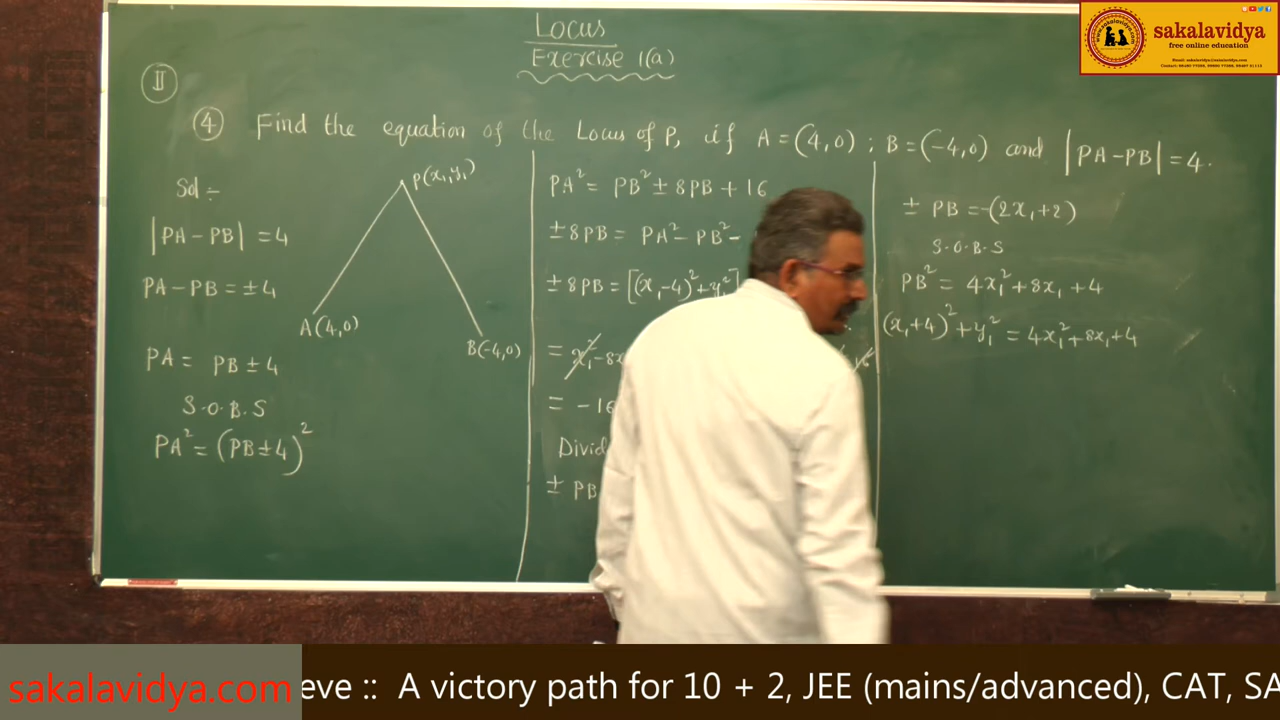 Locus
Exercise 1(a)
II
④ Find the equation of the Locus of P, if A = (4,0) ; B = (-4,0) and |PA-PB| = 4.
Sol :-
|PA - PB| = 4
PA - PB = ±4
PA = PB ± 4
S.O.B.S
PA² = (PB±4)²
P(x₁,y₁)
A(4,0)
B(-4,0)
PA² = PB² ± 8PB + 16
±8PB = PA² - PB² -
±8PB = [(x₁-4)²+y₁²]
= x₁² - 8x
= -16
± PB
± PB = -(2x₁+2)
S.O.B.S
PB² = 4x₁² + 8x₁ + 4
(x₁+4)² + y₁² = 4x₁² + 8x₁ + 4
sakalavidya
free online education
sakalavidya.com
:: A victory path for 10 + 2, JEE (mains/advanced), CAT, SA